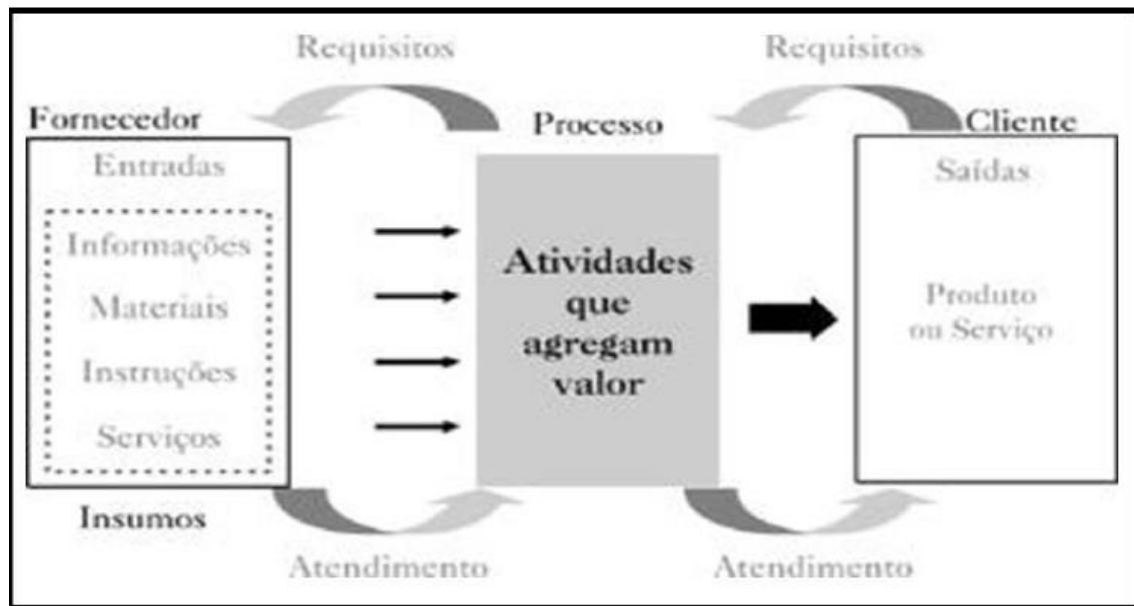 Requisitos
Requisitos
Fornecedor
Processo
Cliente
Entradas
Informações
Materiais
Instruções
Serviços
Insumos
Atividades
que
agregam
valor
Saídas
Produto
ou Serviço
Atendimento
Atendimento